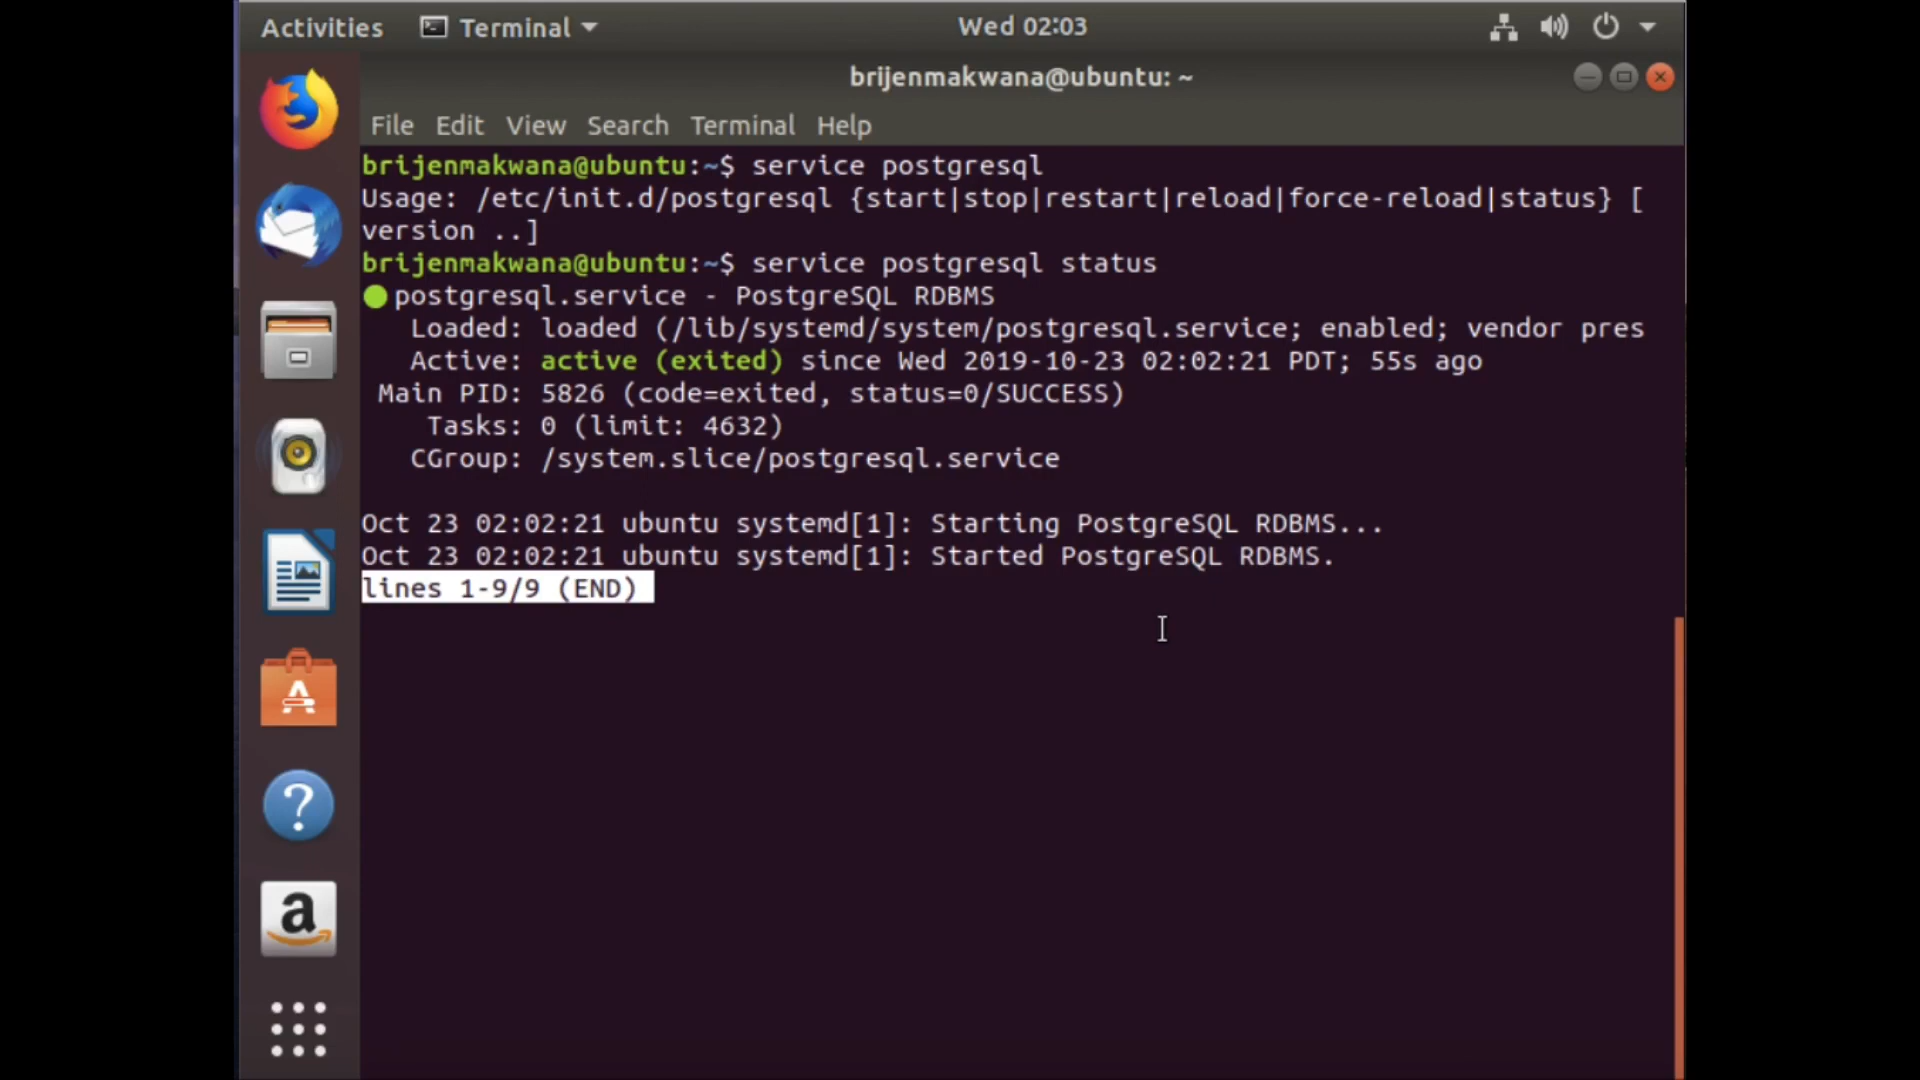 Activities Terminal Wed 02:03
brijenmakwana@ubuntu: ~
File Edit View Search Terminal Help
brijenmakwana@ubuntu:~$ service postgresql
Usage: /etc/init.d/postgresql {start|stop|restart|reload|force-reload|status} [
version ..]
brijenmakwana@ubuntu:~$ service postgresql status
● postgresql.service - PostgreSQL RDBMS
Loaded: loaded (/lib/systemd/system/postgresql.service; enabled; vendor pres
Active: active (exited) since Wed 2019-10-23 02:02:21 PDT; 55s ago
Main PID: 5826 (code=exited, status=0/SUCCESS)
Tasks: 0 (limit: 4632)
CGroup: /system.slice/postgresql.service
Oct 23 02:02:21 ubuntu systemd[1]: Starting PostgreSQL RDBMS...
Oct 23 02:02:21 ubuntu systemd[1]: Started PostgreSQL RDBMS.
lines 1-9/9 (END)